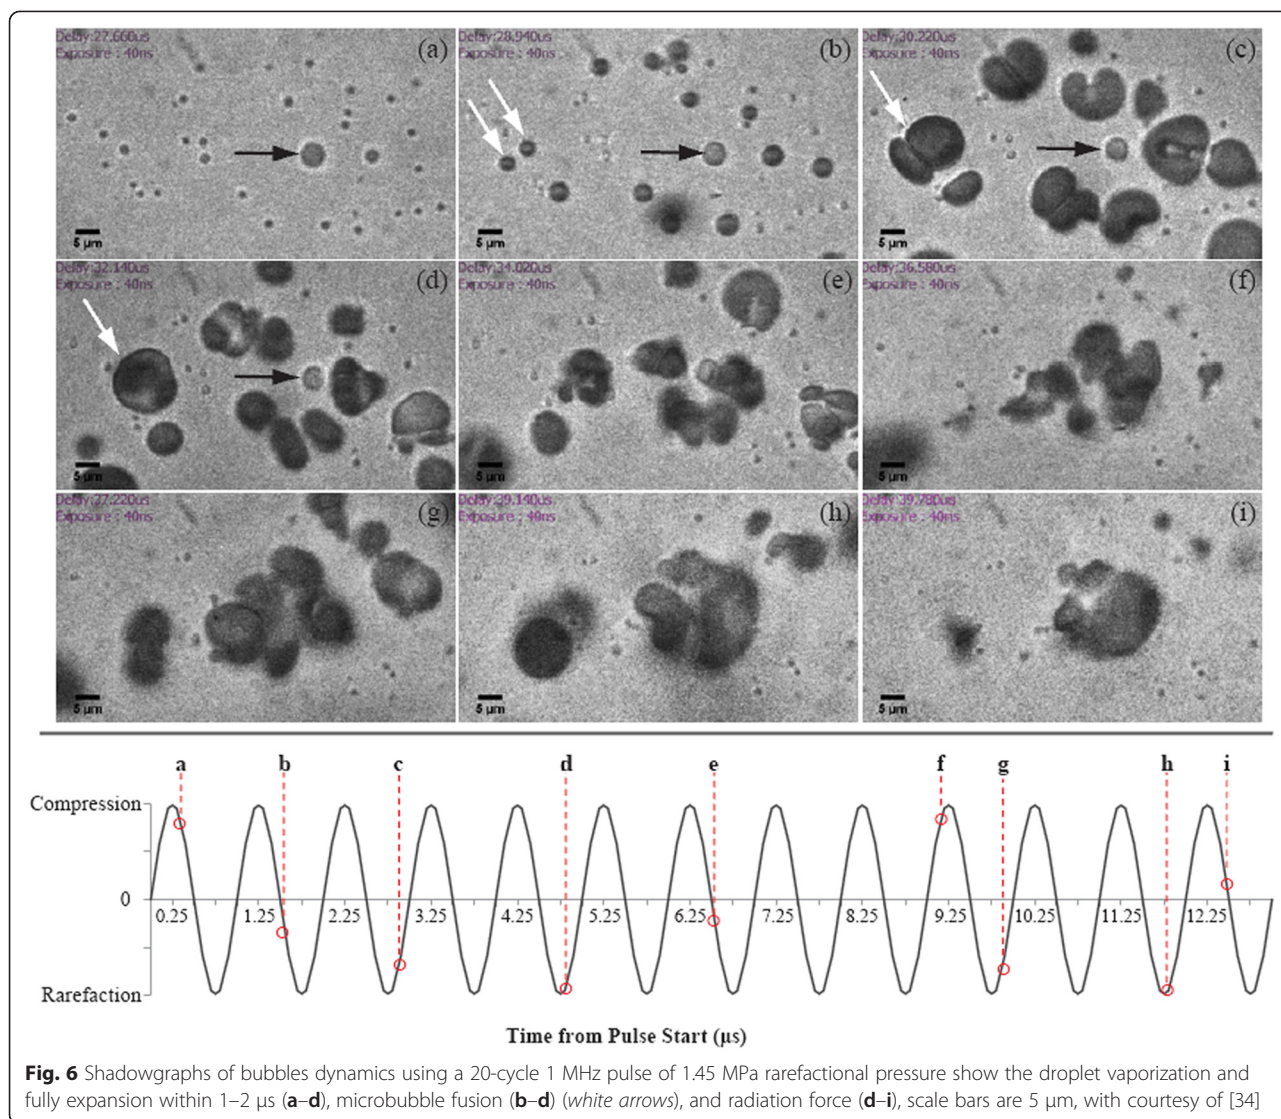 Delay:27.660us
Exposure : 40ns
(a)
5 µm
Delay:28.940us
Exposure : 40ns
(b)
5 µm
Delay:30.220us
Exposure : 40ns
(c)
5 µm
Delay:32.140us
Exposure : 40ns
(d)
5 µm
Delay:34.020us
Exposure : 40ns
(e)
5 µm
Delay:36.580us
Exposure : 40ns
(f)
5 µm
Delay:37.220us
Exposure : 40ns
(g)
5 µm
Delay:39.140us
Exposure : 40ns
(h)
5 µm
Delay:39.780us
Exposure : 40ns
(i)
5 µm
a b c d e f g h i
Compression
0
0.25 1.25 2.25 3.25 4.25 5.25 6.25 7.25 8.25 9.25 10.25 11.25 12.25
Rarefaction
Time from Pulse Start (µs)
Fig. 6 Shadowgraphs of bubbles dynamics using a 20-cycle 1 MHz pulse of 1.45 MPa rarefactional pressure show the droplet vaporization and
fully expansion within 1–2 µs (a–d), microbubble fusion (b–d) (white arrows), and radiation force (d–i), scale bars are 5 µm, with courtesy of [34]